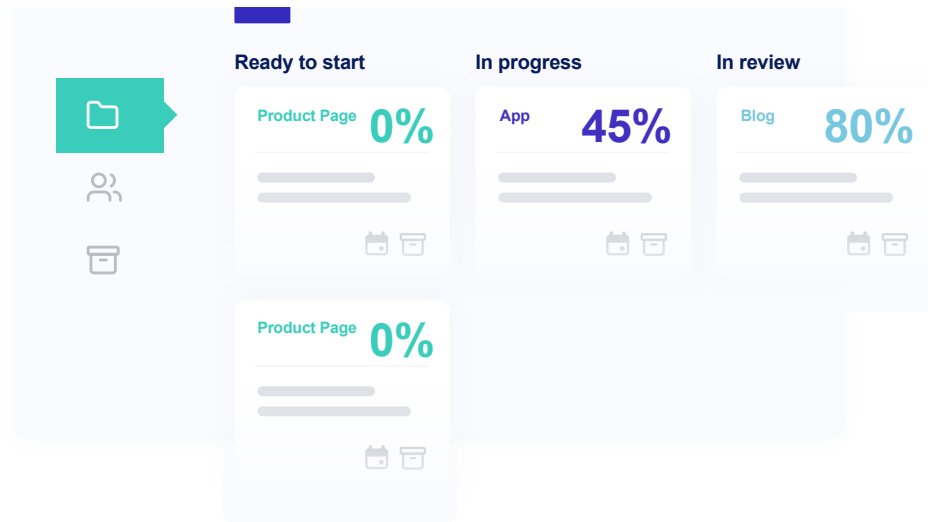 Ready to start
In progress
In review
Product Page 0%
App 45%
Blog 80%
Product Page 0%